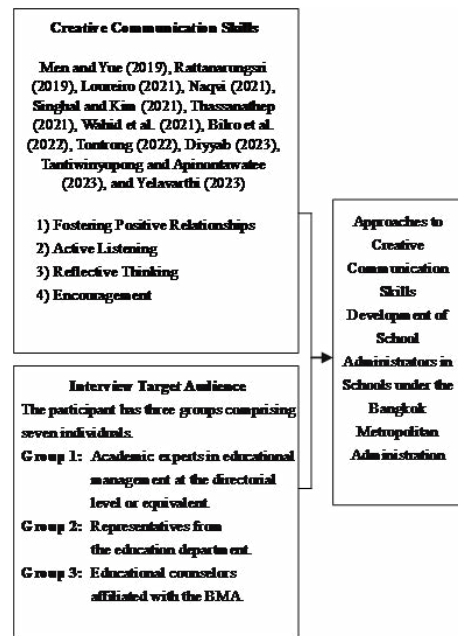 Creative Communication Skills
Men and Yue (2019), Rattanarungsri
(2019), Loureiro (2021), Naqvi (2021),
Singhal and Kim (2021), Thassanathep
(2021), Wahid et al. (2021), Bilro et al.
(2022), Tontrong (2022), Diyyab (2023),
Tantiwinyupong and Apinontawatee
(2023), and Yelavarthi (2023)
1) Fostering Positive Relationships
2) Active Listening
3) Reflective Thinking
4) Encouragement
Interview Target Audience
The participant has three groups comprising
seven individuals.
Group 1: Academic experts in educational
management at the directorial
level or equivalent.
Group 2: Representatives from
the education department.
Group 3: Educational counselors
affiliated with the BMA.
Approaches to
Creative
Communication
Skills
Development of
School
Administrators in
Schools under the
Bangkok
Metropolitan
Administration